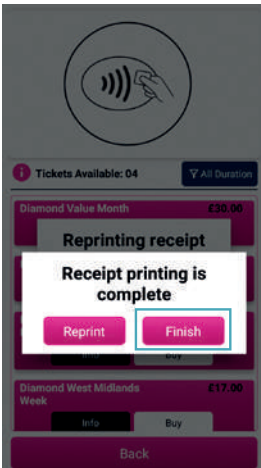 Tickets Available: 04
All Duration
Diamond Value Month £30.00
Reprinting receipt
Receipt printing is
complete
Reprint Finish
Info Buy
Diamond West Midlands £17.00
Week
Info Buy
Back